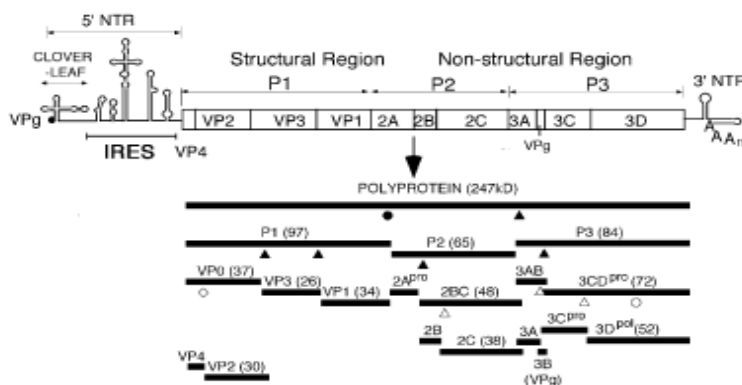 5' NTR
CLOVER
-LEAF
Structural Region
Non-structural Region
P1
P2
P3
3' NTR
VPg
VP2
VP3
VP1
2A
2B
2C
3A
3C
3D
IRES
VP4
VPg
AAAn
POLYPROTEIN (247kD)
P1 (97)
P2 (65)
P3 (84)
VP0 (37)
VP3 (26)
VP1 (34)
2Apro
2BC (48)
3AB
3CDpro (72)
2B
2C (38)
3A
3Cpro
3Dpol (52)
VP4
VP2 (30)
3B
(VPg)